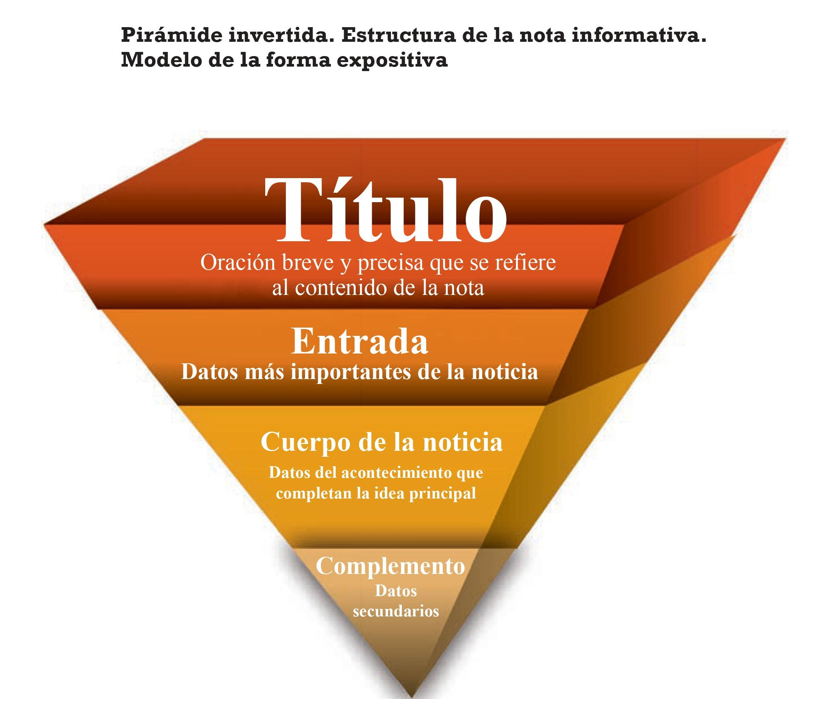 Pirámide invertida. Estructura de la nota informativa.
Modelo de la forma expositiva
Título
Oración breve y precisa que se refiere
al contenido de la nota
Entrada
Datos más importantes de la noticia
Cuerpo de la noticia
Datos del acontecimiento que
completan la idea principal
Complemento
Datos
secundarios